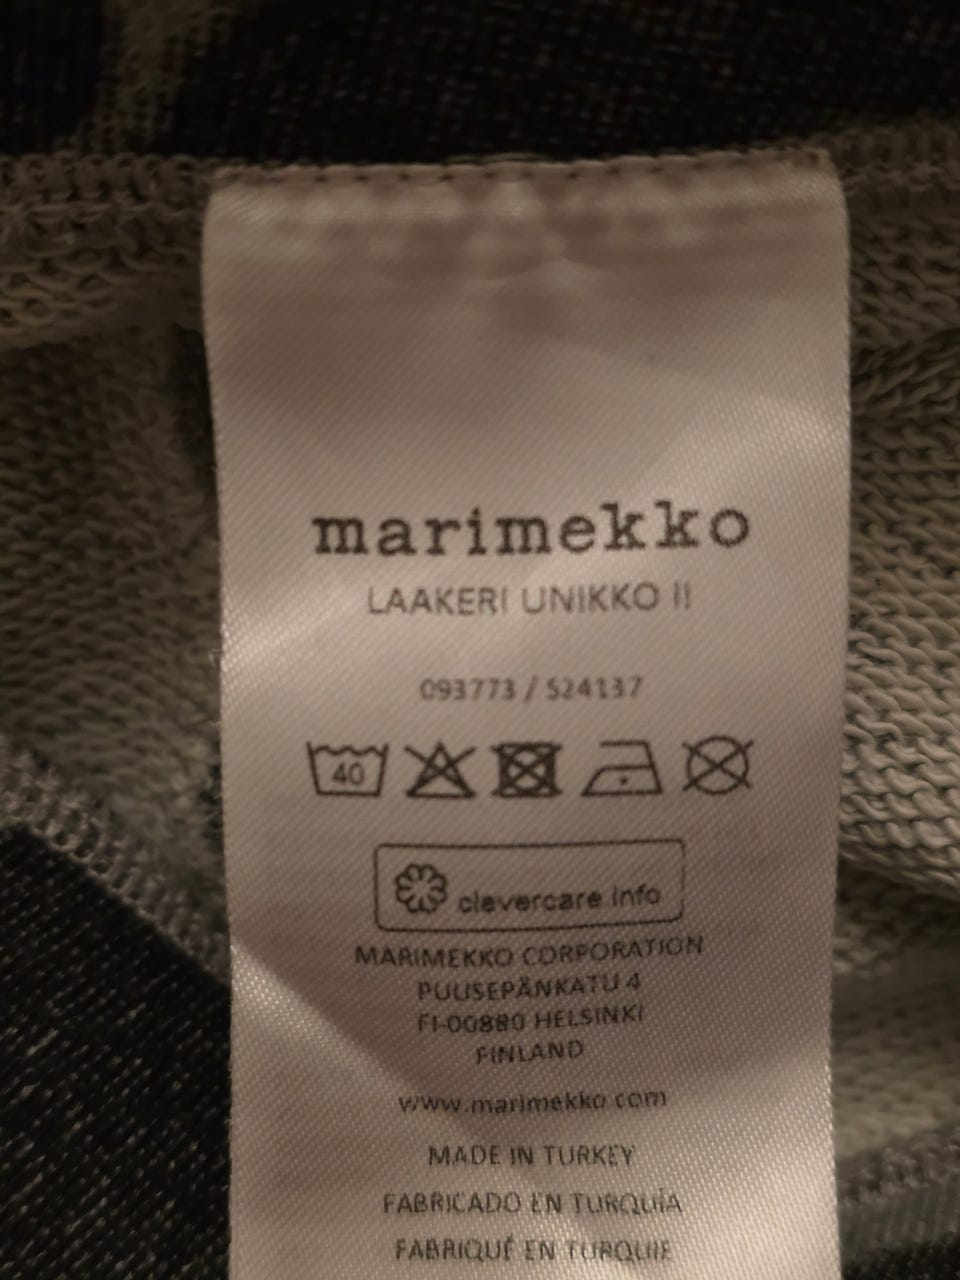 marimekko
LAAKERI UNIKKO II
093773 / 524137
40
clevercare.info
MARIMEKKO CORPORATION
PUUSEPÄNKATU 4
FI-00880 HELSINKI
FINLAND
www.marimekko.com
MADE IN TURKEY
FABRICADO EN TURQUÍA
FABRIQUÉ EN TURQUIE